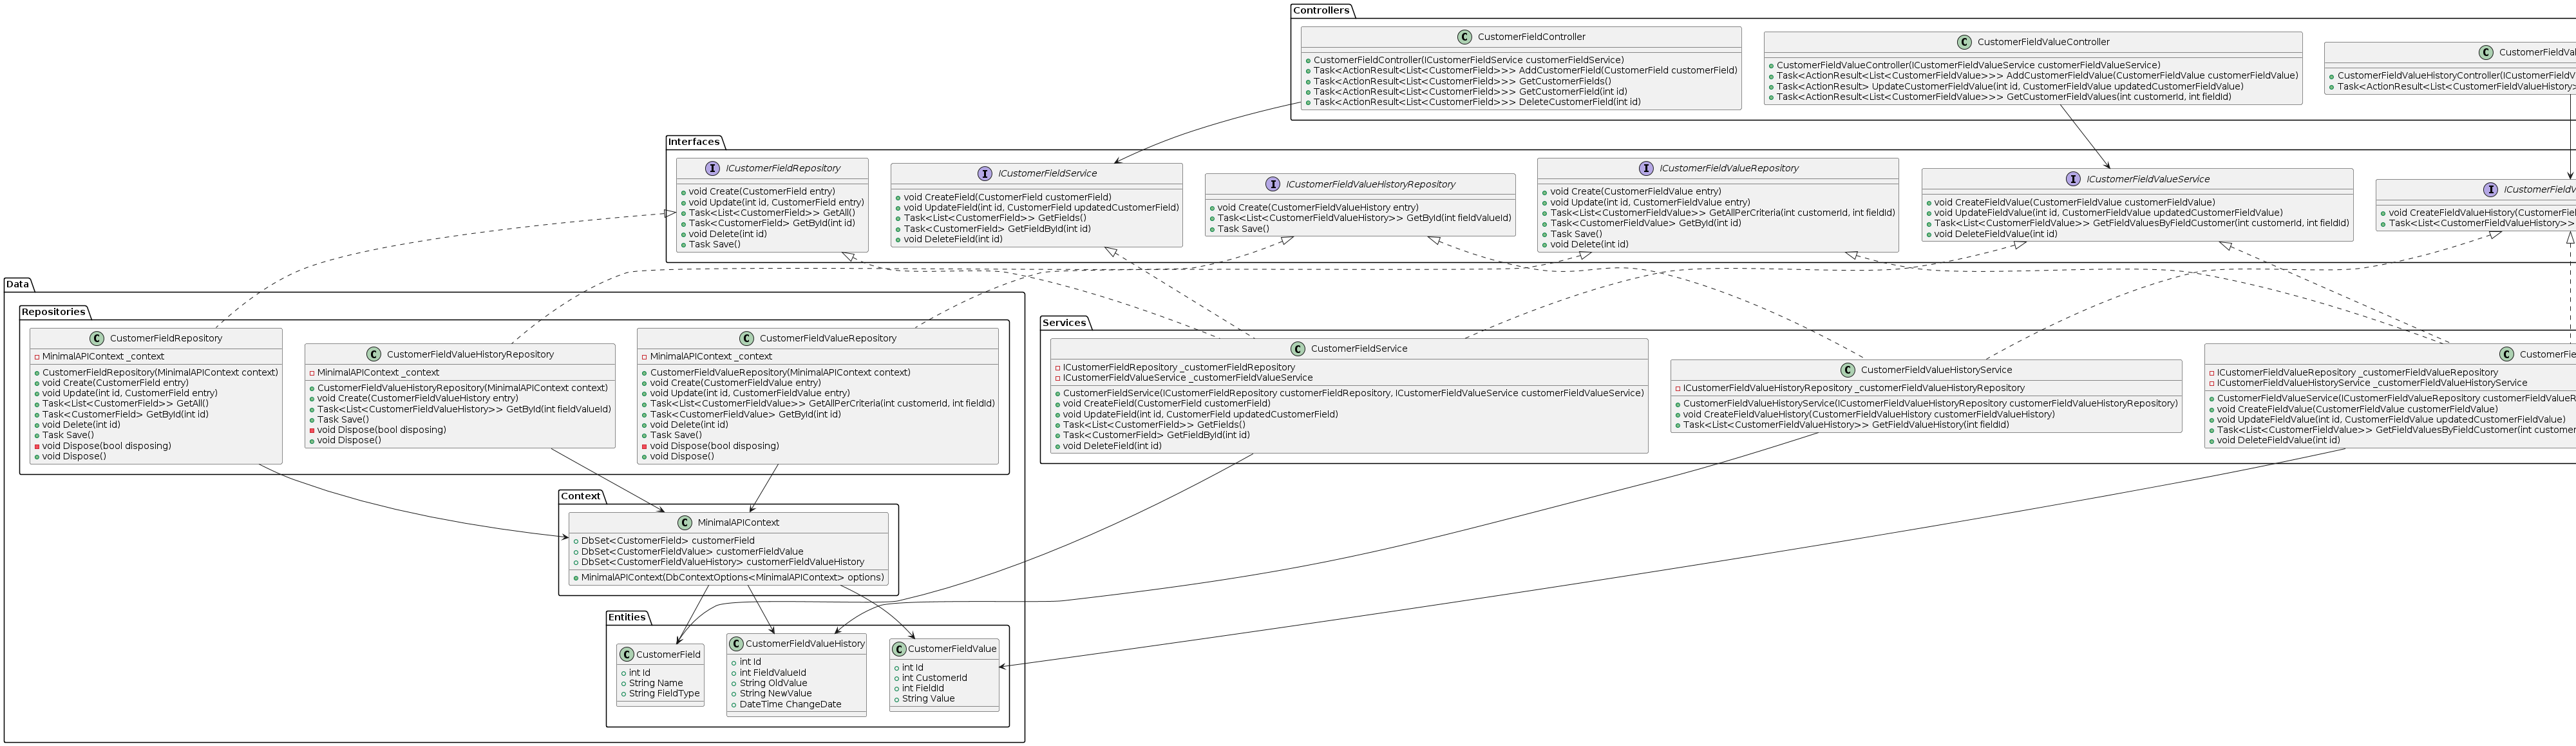 Controllers
CustomerFieldController
CustomerFieldController(ICustomerFieldService customerFieldService)
Task<ActionResult<List<CustomerField>>> AddCustomerField(CustomerField customerField)
Task<ActionResult<List<CustomerField>>> GetCustomerFields()
Task<ActionResult<List<CustomerField>>> GetCustomerField(int id)
Task<ActionResult<List<CustomerField>>> DeleteCustomerField(int id)
CustomerFieldValueController
CustomerFieldValueController(ICustomerFieldValueService customerFieldValueService)
Task<ActionResult<List<CustomerFieldValue>>> AddCustomerFieldValue(CustomerFieldValue customerFieldValue)
Task<ActionResult> UpdateCustomerFieldValue(int id, CustomerFieldValue updatedCustomerFieldValue)
Task<ActionResult<List<CustomerFieldValue>>> GetCustomerFieldValues(int customerId, int fieldId)
CustomerFieldVal
CustomerFieldValueHistoryController(ICustomerFieldV
Task<ActionResult<List<CustomerFieldValueHistory>
Interfaces
ICustomerFieldRepository
void Create(CustomerField entry)
void Update(int id, CustomerField entry)
Task<List<CustomerField>> GetAll()
Task<CustomerField> GetById(int id)
void Delete(int id)
Task Save()
ICustomerFieldService
void CreateField(CustomerField customerField)
void UpdateField(int id, CustomerField updatedCustomerField)
Task<List<CustomerField>> GetFields()
Task<CustomerField> GetFieldById(int id)
void DeleteField(int id)
ICustomerFieldValueHistoryRepository
void Create(CustomerFieldValueHistory entry)
Task<List<CustomerFieldValueHistory>> GetById(int fieldValueId)
Task Save()
ICustomerFieldValueRepository
void Create(CustomerFieldValue entry)
void Update(int id, CustomerFieldValue entry)
Task<List<CustomerFieldValue>> GetAllPerCriteria(int customerId, int fieldId)
Task<CustomerFieldValue> GetById(int id)
Task Save()
void Delete(int id)
ICustomerFieldValueService
void CreateFieldValue(CustomerFieldValue customerFieldValue)
void UpdateFieldValue(int id, CustomerFieldValue updatedCustomerFieldValue)
Task<List<CustomerFieldValue>> GetFieldValuesByFieldCustomer(int customerId, int fieldId)
void DeleteFieldValue(int id)
ICustomerFieldV
void CreateFieldValueHistory(CustomerFiel
Task<List<CustomerFieldValueHistory>>
Data
Repositories
CustomerFieldRepository
MinimalAPIContext _context
CustomerFieldRepository(MinimalAPIContext context)
void Create(CustomerField entry)
void Update(int id, CustomerField entry)
Task<List<CustomerField>> GetAll()
Task<CustomerField> GetById(int id)
void Delete(int id)
Task Save()
void Dispose(bool disposing)
void Dispose()
CustomerFieldValueHistoryRepository
MinimalAPIContext _context
CustomerFieldValueHistoryRepository(MinimalAPIContext context)
void Create(CustomerFieldValueHistory entry)
Task<List<CustomerFieldValueHistory>> GetById(int fieldValueId)
Task Save()
void Dispose(bool disposing)
void Dispose()
CustomerFieldValueRepository
MinimalAPIContext _context
CustomerFieldValueRepository(MinimalAPIContext context)
void Create(CustomerFieldValue entry)
void Update(int id, CustomerFieldValue entry)
Task<List<CustomerFieldValue>> GetAllPerCriteria(int customerId, int fieldId)
Task<CustomerFieldValue> GetById(int id)
void Delete(int id)
Task Save()
void Dispose(bool disposing)
void Dispose()
Services
CustomerFieldService
ICustomerFieldRepository _customerFieldRepository
ICustomerFieldValueService _customerFieldValueService
CustomerFieldService(ICustomerFieldRepository customerFieldRepository, ICustomerFieldValueService customerFieldValueService)
void CreateField(CustomerField customerField)
void UpdateField(int id, CustomerField updatedCustomerField)
Task<List<CustomerField>> GetFields()
Task<CustomerField> GetFieldById(int id)
void DeleteField(int id)
CustomerFieldValueHistoryService
ICustomerFieldValueHistoryRepository _customerFieldValueHistoryRepository
CustomerFieldValueHistoryService(ICustomerFieldValueHistoryRepository customerFieldValueHistoryRepository)
void CreateFieldValueHistory(CustomerFieldValueHistory customerFieldValueHistory)
Task<List<CustomerFieldValueHistory>> GetFieldValueHistory(int fieldId)
CustomerFie
ICustomerFieldValueRepository _customerFieldValueRepository
ICustomerFieldValueHistoryService _customerFieldValueHistoryService
CustomerFieldValueService(ICustomerFieldValueRepository customerFieldValueR
void CreateFieldValue(CustomerFieldValue customerFieldValue)
void UpdateFieldValue(int id, CustomerFieldValue updatedCustomerFieldValue)
Task<List<CustomerFieldValue>> GetFieldValuesByFieldCustomer(int customer
void DeleteFieldValue(int id)
Context
MinimalAPIContext
DbSet<CustomerField> customerField
DbSet<CustomerFieldValue> customerFieldValue
DbSet<CustomerFieldValueHistory> customerFieldValueHistory
MinimalAPIContext(DbContextOptions<MinimalAPIContext> options)
Entities
CustomerField
int Id
String Name
String FieldType
CustomerFieldValueHistory
int Id
int FieldValueId
String OldValue
String NewValue
DateTime ChangeDate
CustomerFieldValue
int Id
int CustomerId
int FieldId
String Value